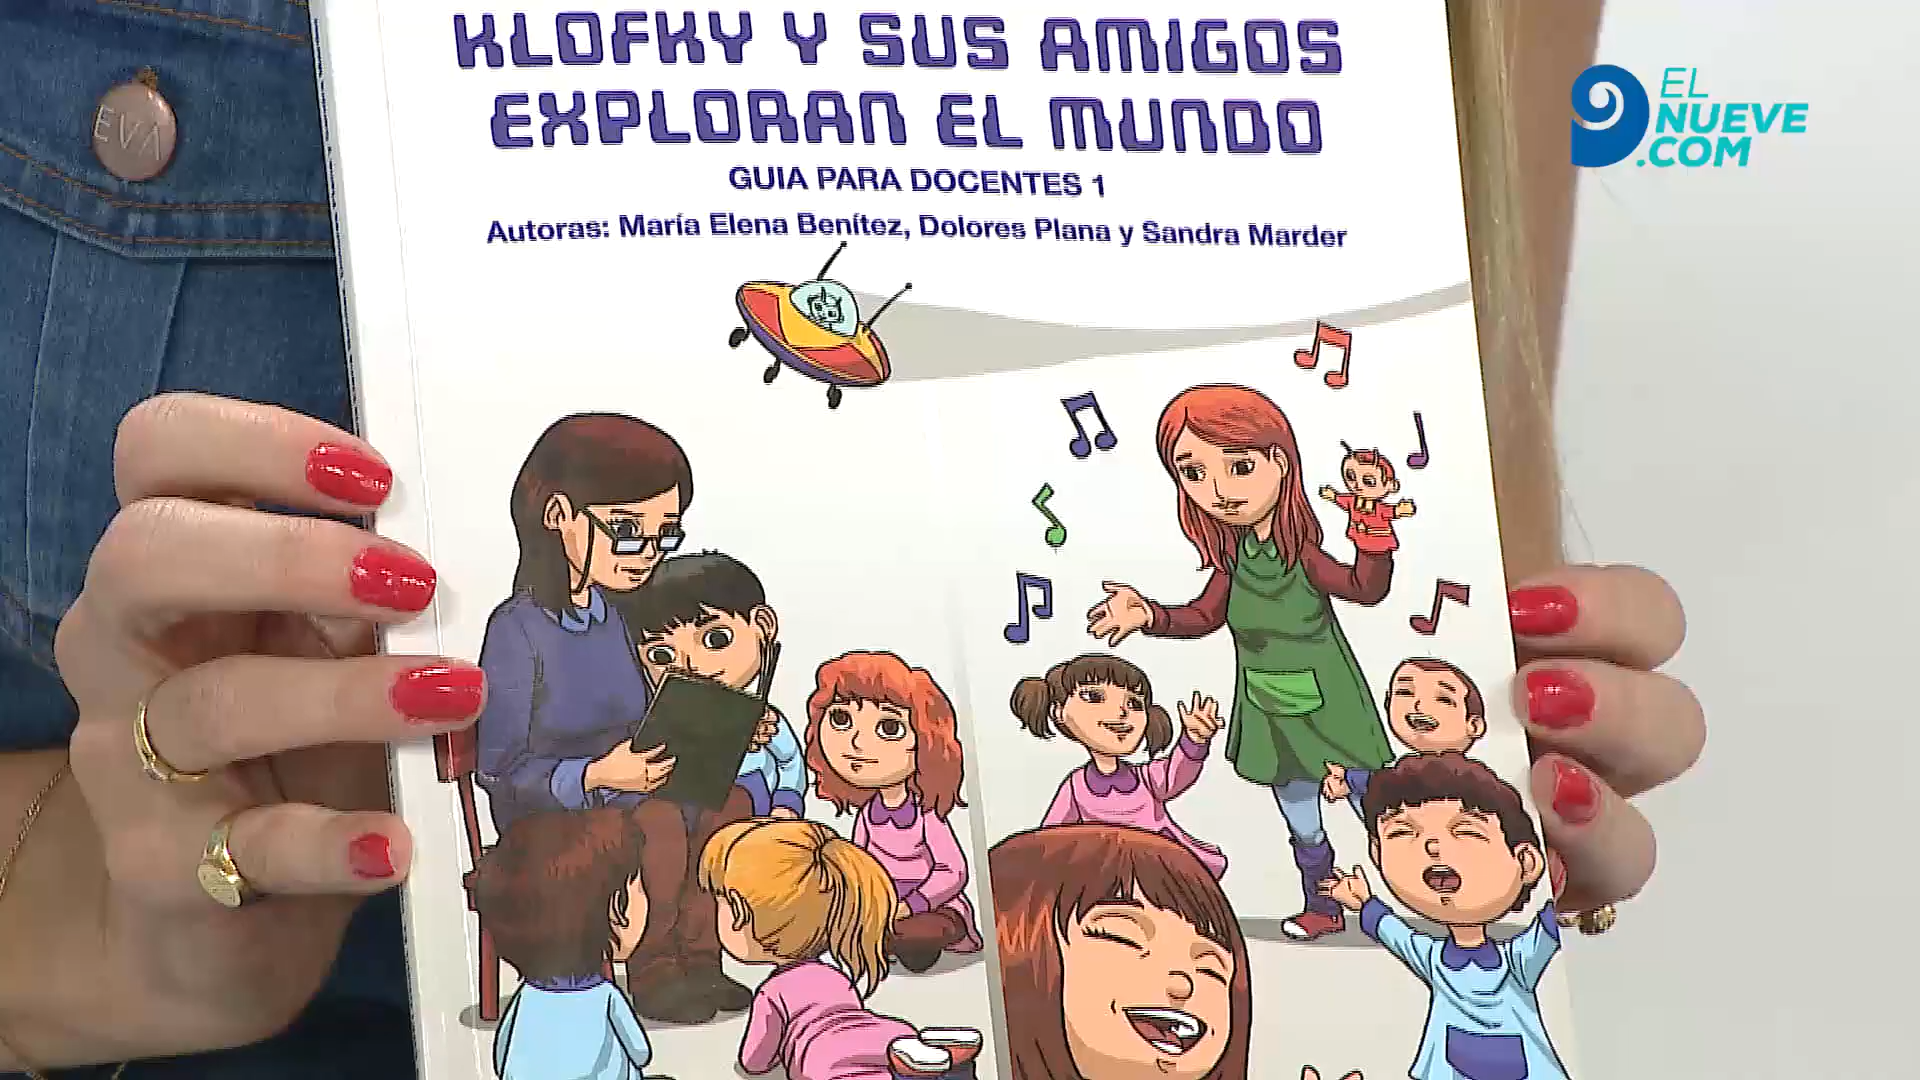 KLOFKY Y SUS AMIGOS
EXPLORAN EL MUNDO
GUIA PARA DOCENTES 1
Autoras: María Elena Benítez, Dolores Plana y Sandra Marder
EVA
9 EL
NUEVE
.COM